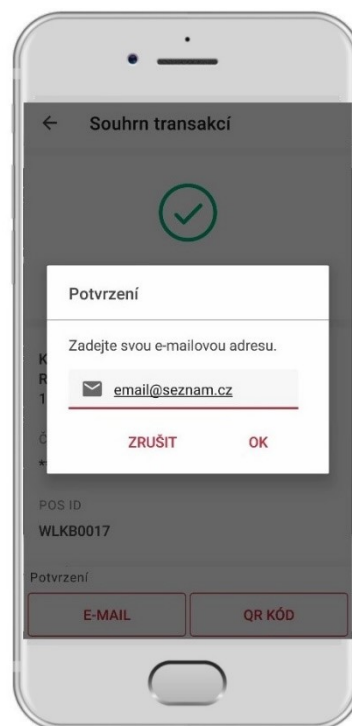 ← Souhrn transakcí
Potvrzení
Zadejte svou e-mailovou adresu.
email@seznam.cz
ZRUŠIT OK
K
R
1
Č
**
POS ID
WLKB0017
Potvrzení
E-MAIL QR KÓD